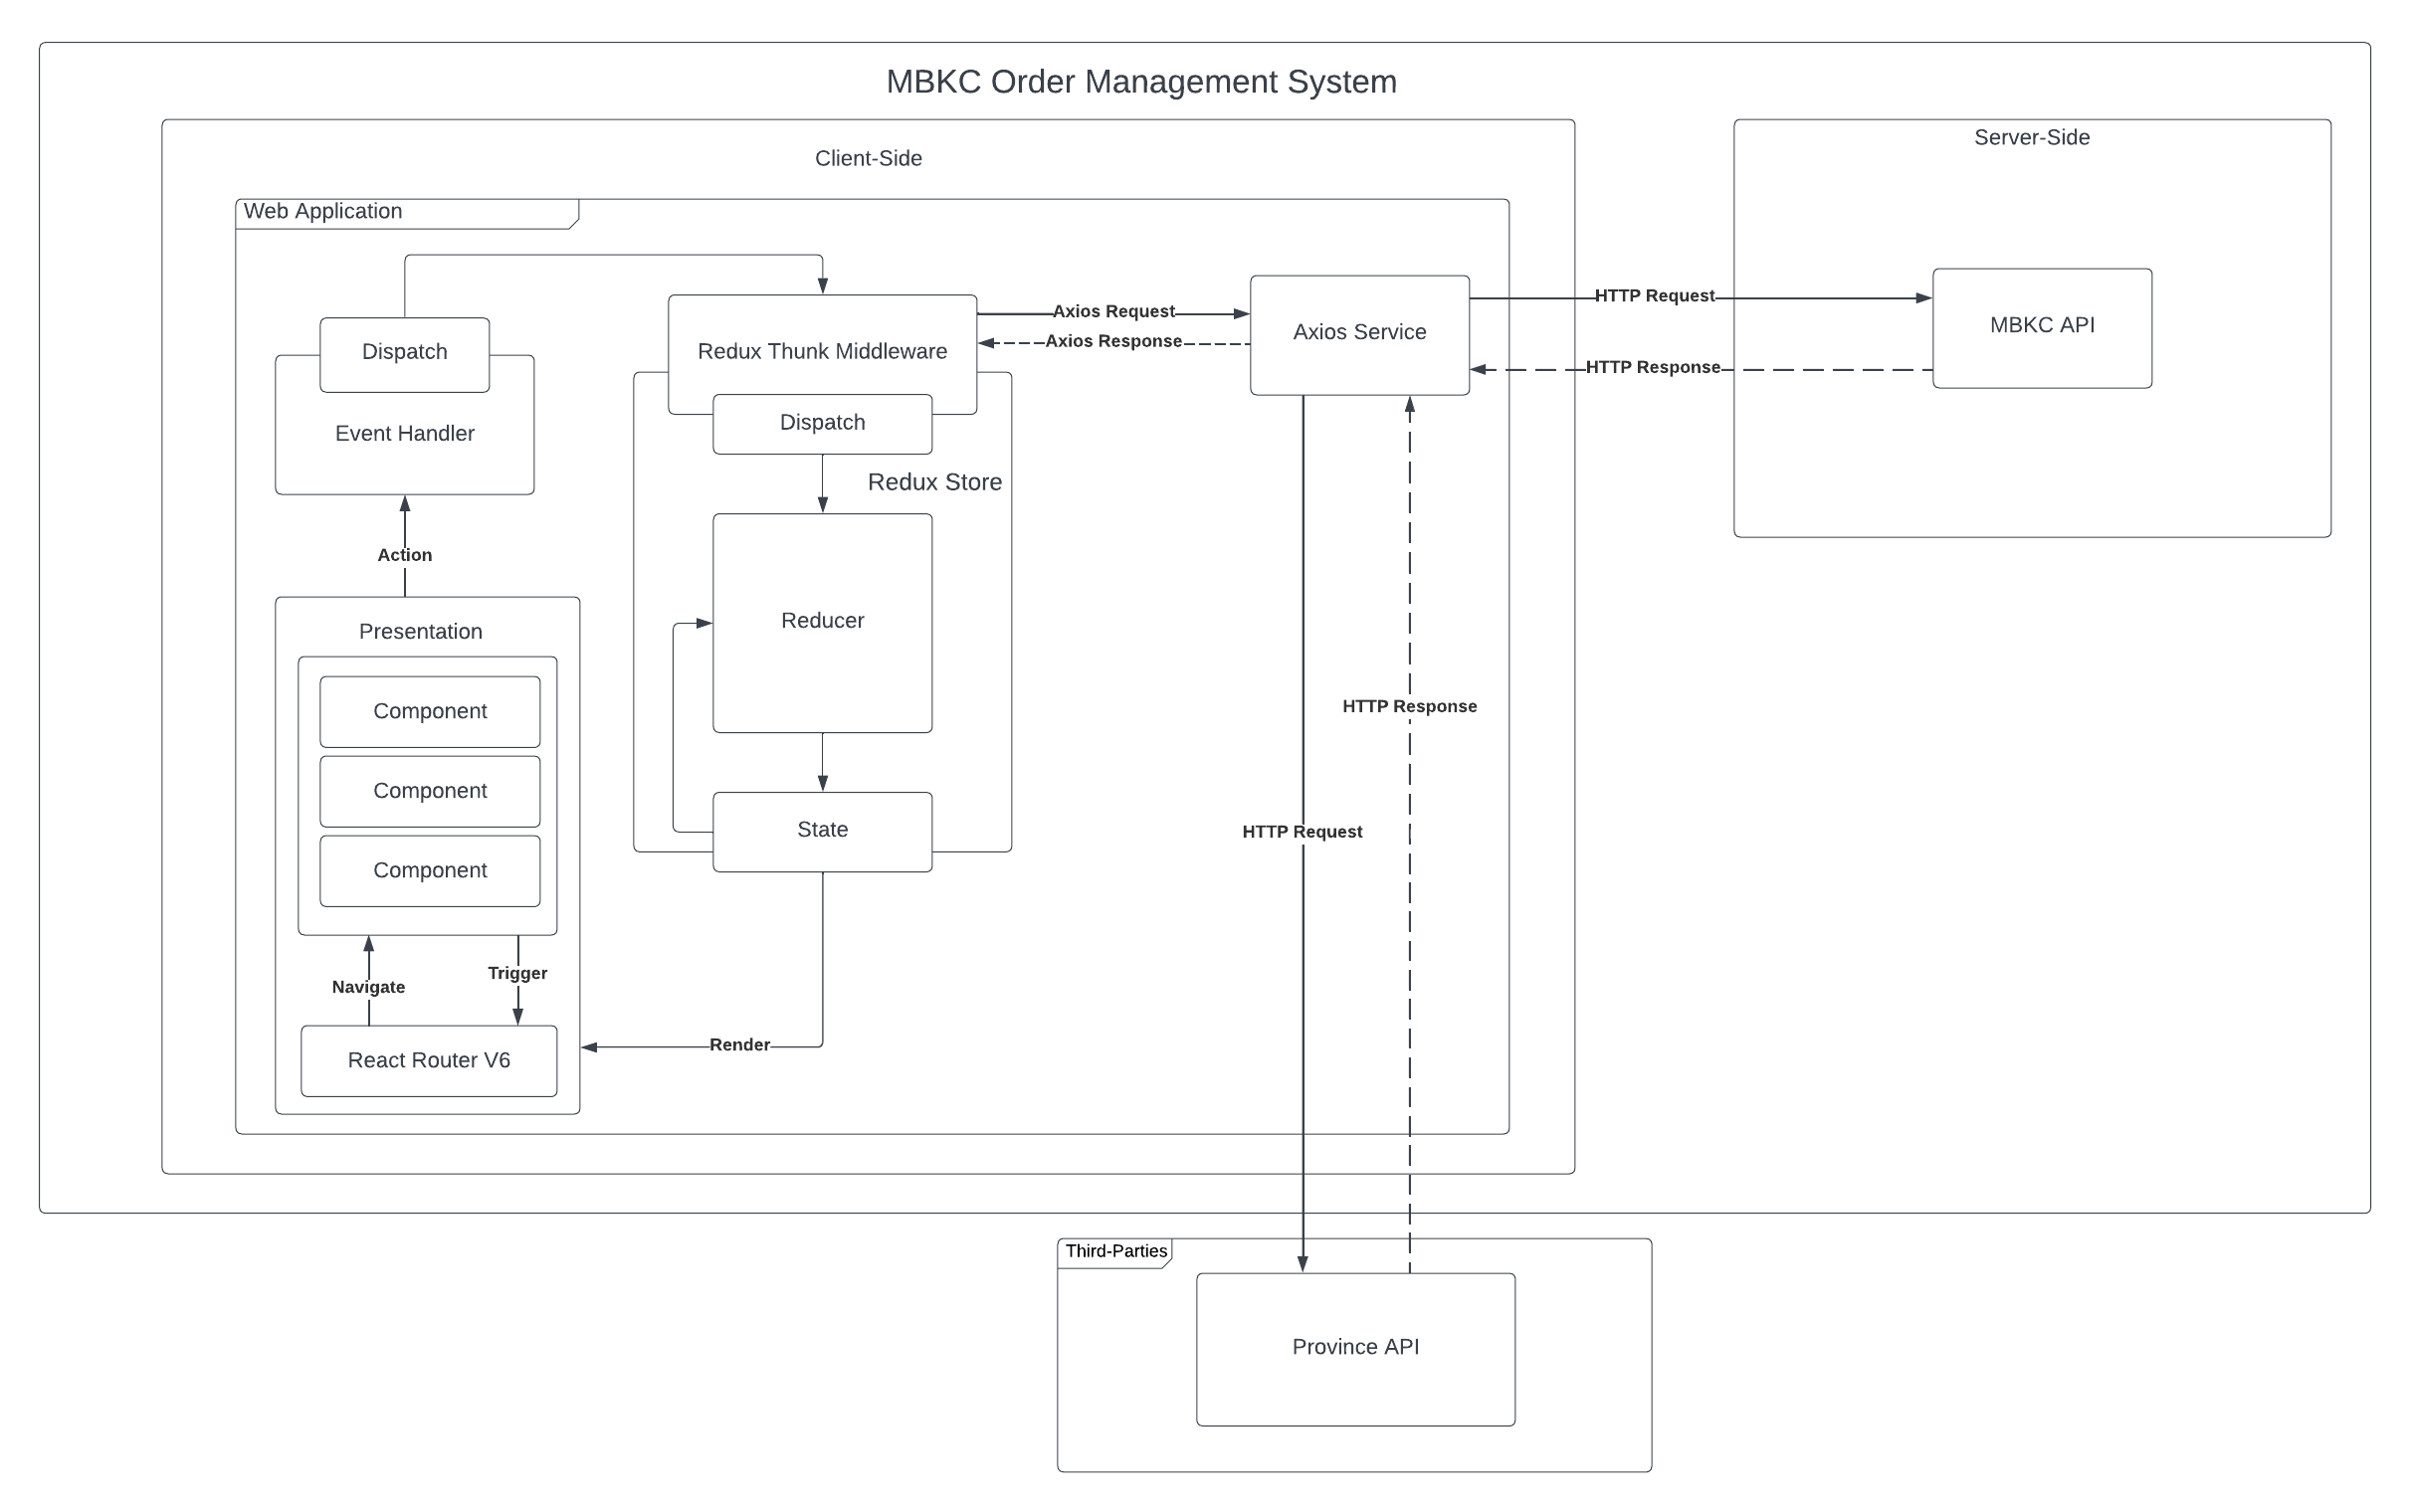 MBKC Order Management System
Client-Side
Server-Side
Web Application
Dispatch
Event Handler
Redux Thunk Middleware
Dispatch
Redux Store
Axios Request
Axios Response
Axios Service
HTTP Request
HTTP Response
MBKC API
Action
Presentation
Component
Component
Component
Navigate
Trigger
React Router V6
Reducer
State
Render
HTTP Response
HTTP Request
Third-Parties
Province API